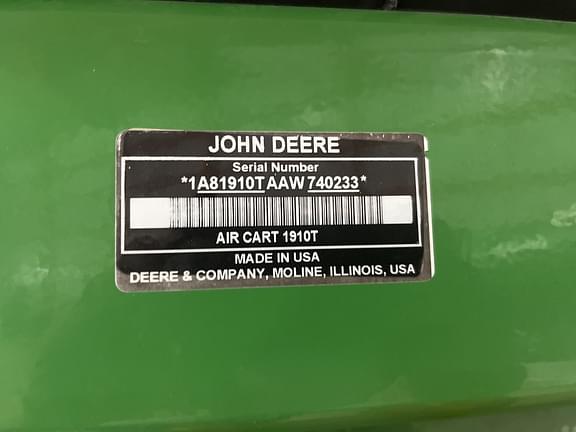 JOHN DEERE
Serial Number
*1A81910TAAW740233*
AIR CART 1910T
MADE IN USA
DEERE & COMPANY, MOLINE, ILLINOIS, USA